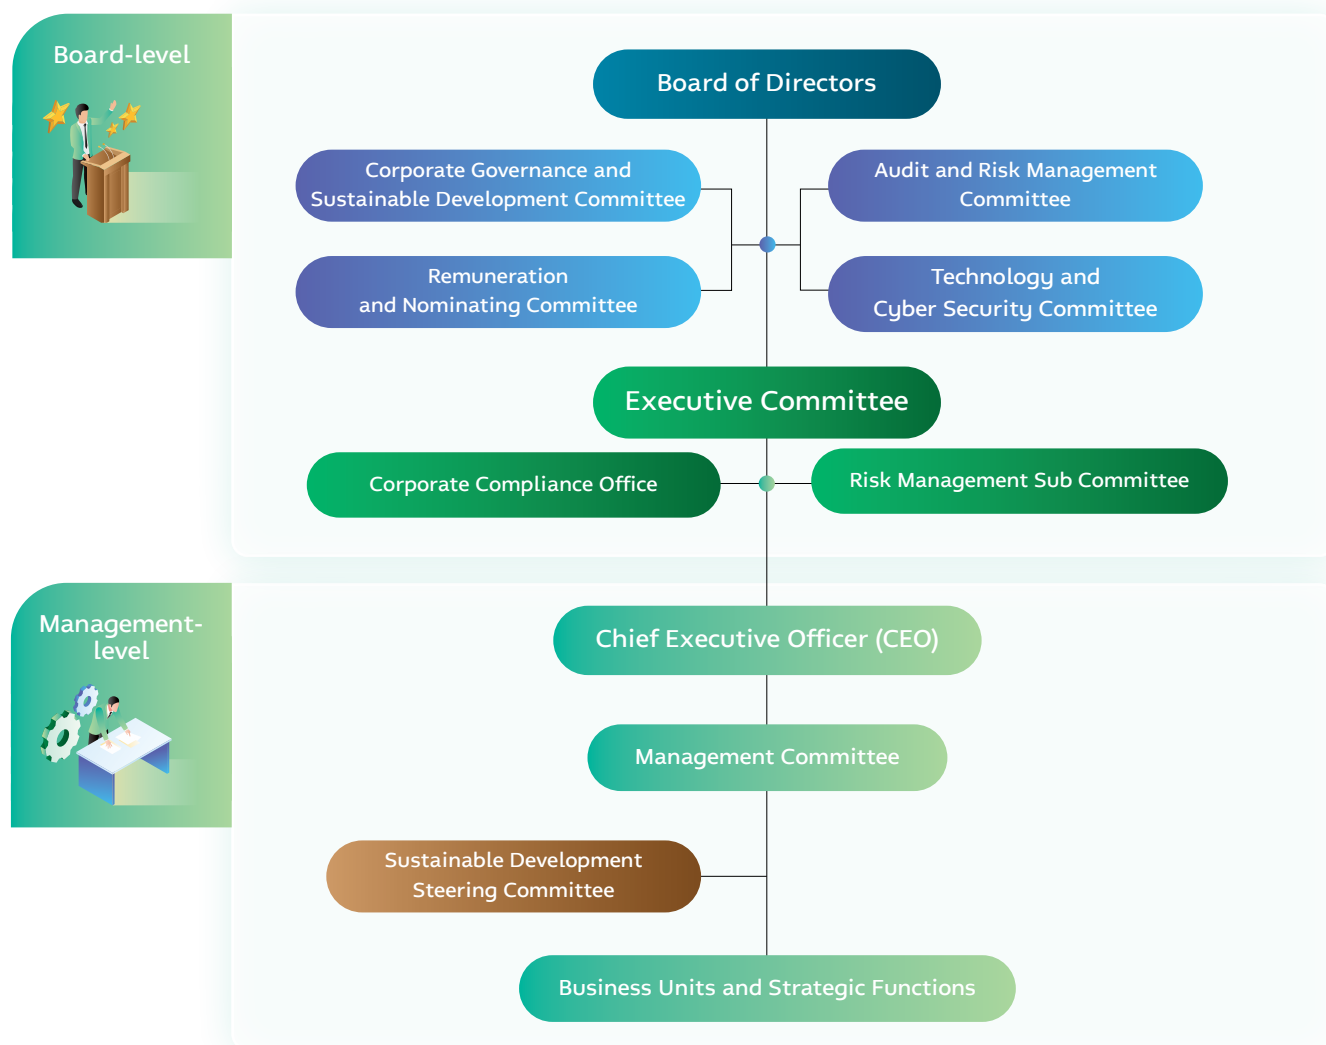 Board-level
Board of Directors
Corporate Governance and
Sustainable Development Committee
Audit and Risk Management
Committee
Remuneration
and Nominating Committee
Technology and
Cyber Security Committee
Executive Committee
Corporate Compliance Office
Risk Management Sub Committee
Management-
level
Chief Executive Officer (CEO)
Management Committee
Sustainable Development
Steering Committee
Business Units and Strategic Functions